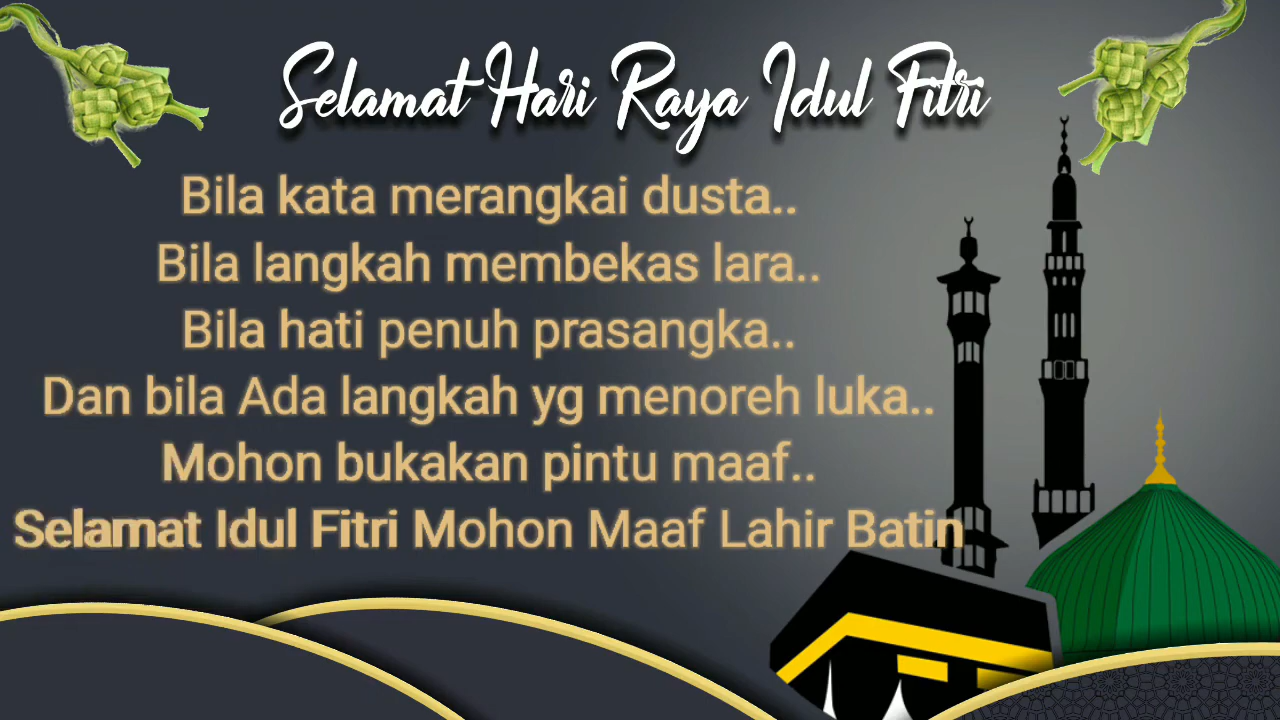 Selamat Hari Raya Idul Fitri
Bila kata merangkai dusta..
Bila langkah membekas lara..
Bila hati penuh prasangka..
Dan bila Ada langkah yg menoreh luka..
Mohon bukakan pintu maaf..
Selamat Idul Fitri Mohon Maaf Lahir Batin